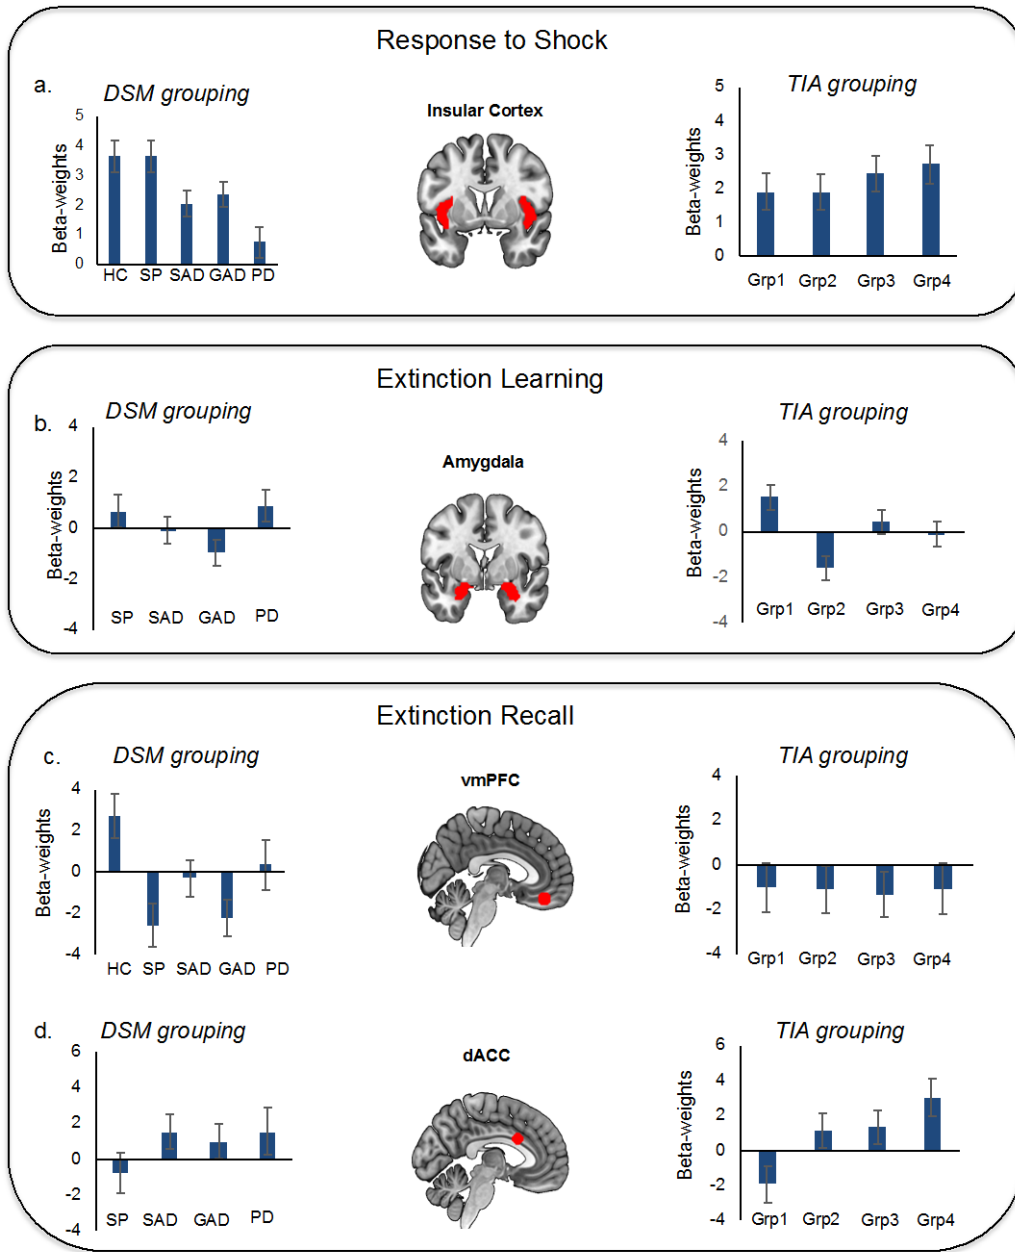 Response to Shock
a.
DSM grouping
Insular Cortex
TIA grouping
Beta-weights
5
4
3
2
1
0
HC SP SAD GAD PD
Beta-weights
5
4
3
2
1
0
Grp1 Grp2 Grp3 Grp4
Extinction Learning
b.
DSM grouping
Amygdala
TIA grouping
Beta-weights
4
2
0
-2
-4
SP SAD GAD PD
Beta-weights
4
2
0
-2
-4
Grp1 Grp2 Grp3 Grp4
Extinction Recall
c.
DSM grouping
vmPFC
TIA grouping
Beta-weights
4
2
0
-2
-4
HC SP SAD GAD PD
Beta-weights
4
2
0
-2
-4
Grp1 Grp2 Grp3 Grp4
d.
DSM grouping
dACC
TIA grouping
Beta-weights
6
4
2
0
-2
-4
SP SAD GAD PD
Beta-weights
6
4
2
0
-2
-4
Grp1 Grp2 Grp3 Grp4